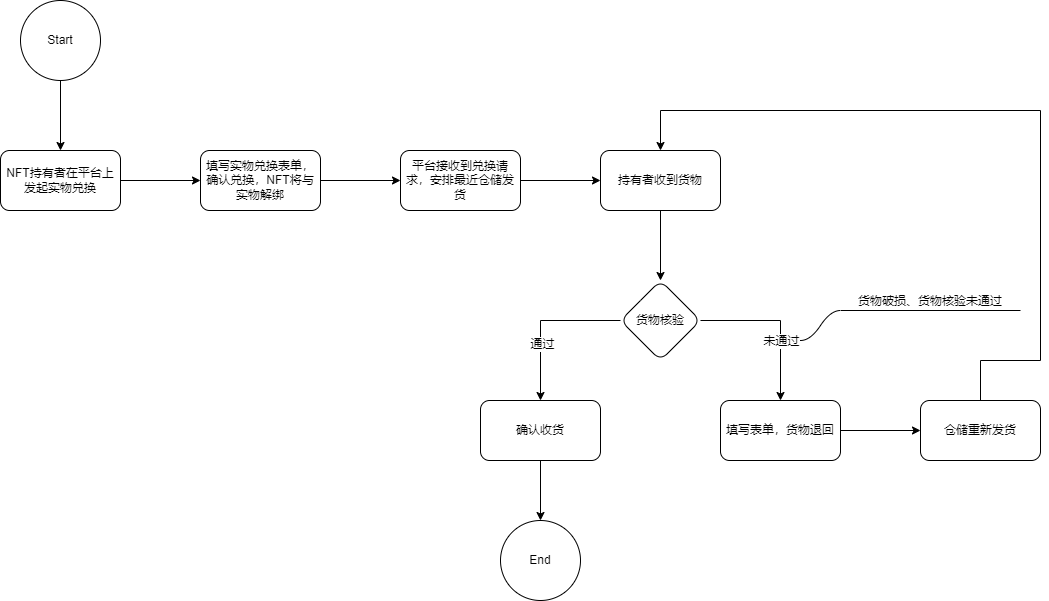 Start
NFT持有者在平台上
发起实物兑换
填写实物兑换表单，
确认兑换，NFT将与
实物解绑
平台接收到兑换请
求，安排最近仓储发
货
持有者收到货物
货物核验
货物破损、货物核验未通过
通过
未通过
确认收货
填写表单，货物退回
仓储重新发货
End